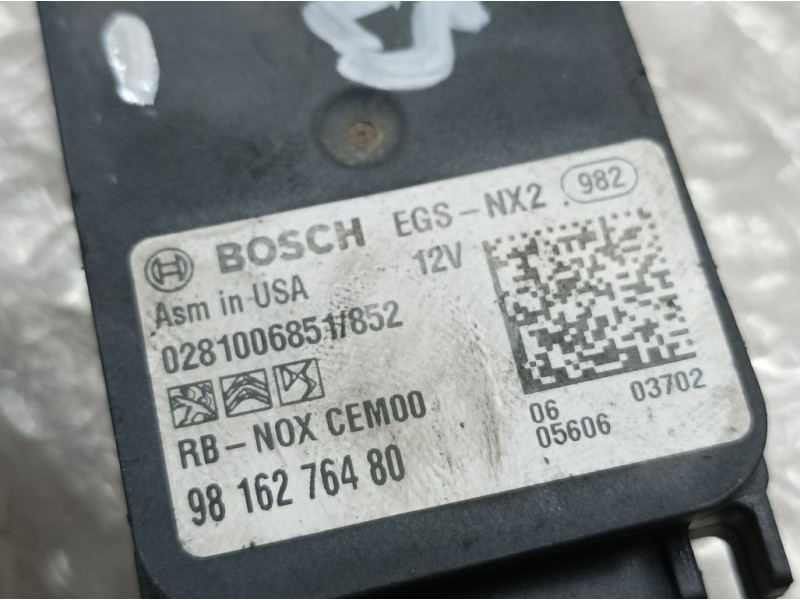 BOSCH EGS-NX2 982
Asm in USA 12V
0281006851/852
RB-NOX CEM00
06 03702
98 162 764 80
05606